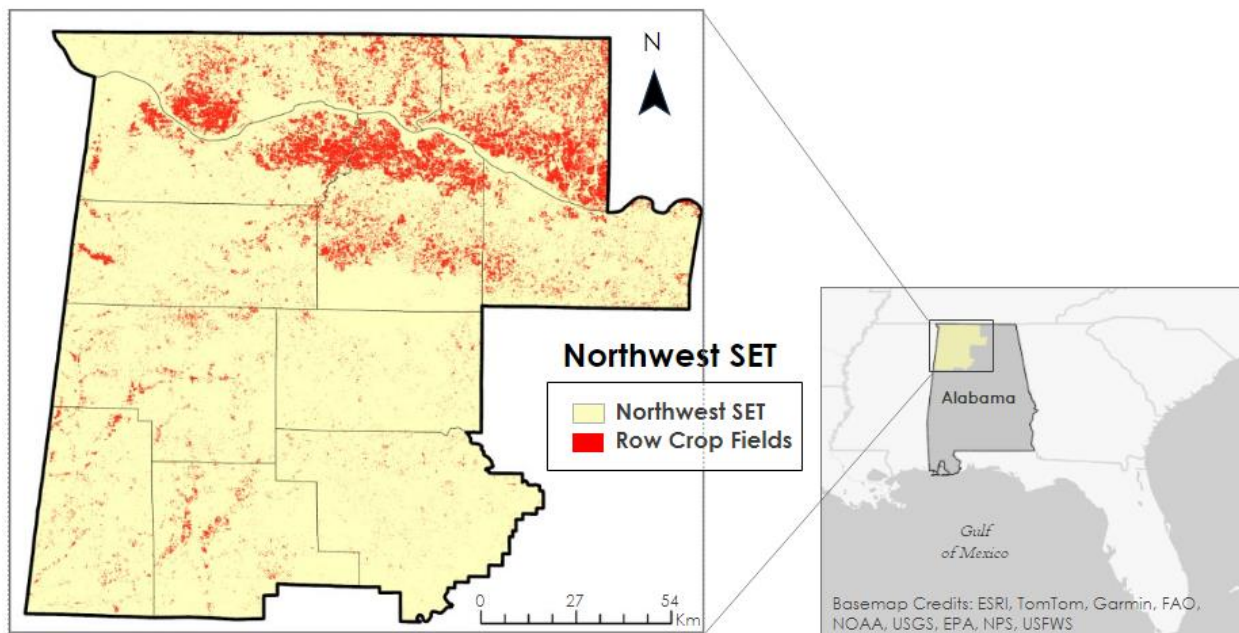 N
Northwest SET
Northwest SET
Row Crop Fields
0 27 54
Km
Alabama
Gulf
of Mexico
Basemap Credits: ESRI, TomTom, Garmin, FAO,
NOAA, USGS, EPA, NPS, USFWS